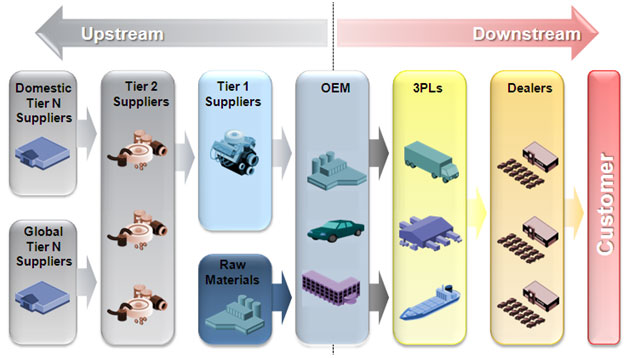 Upstream
Downstream
Domestic
Tier N
Suppliers
Tier 2
Suppliers
Tier 1
Suppliers
OEM
3PLs
Dealers
Customer
Global
Tier N
Suppliers
Raw
Materials